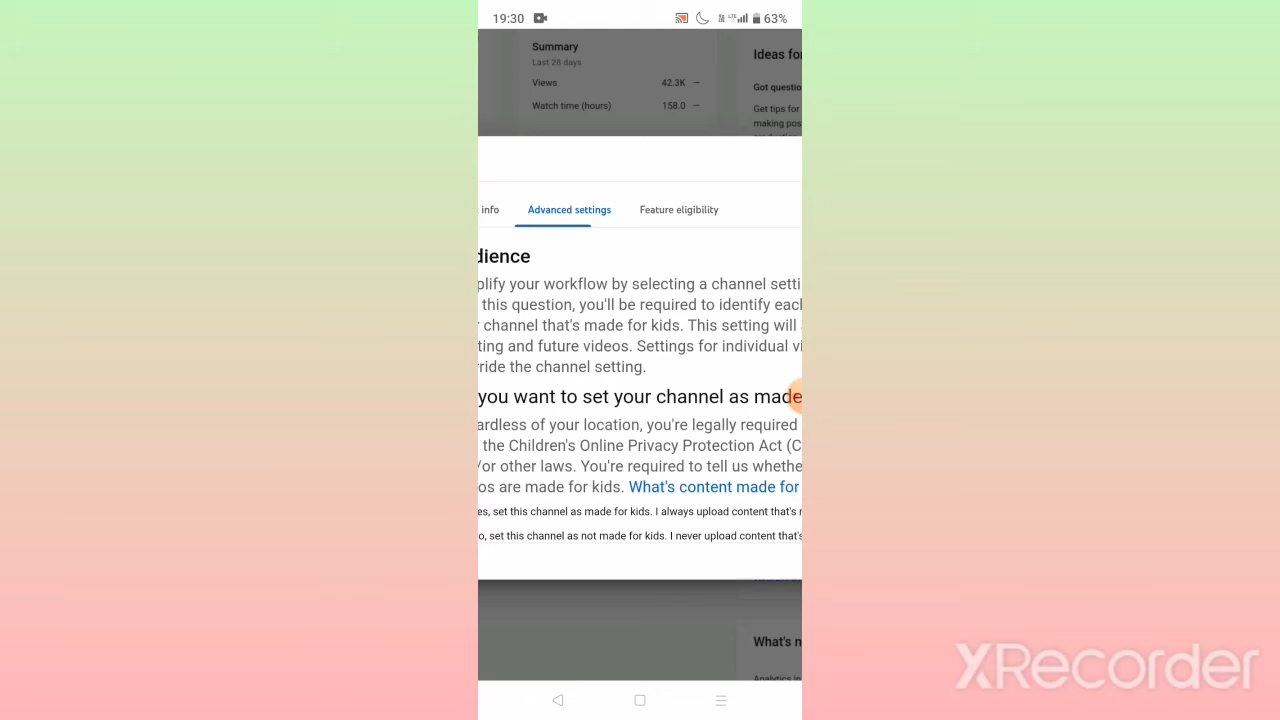 19:30
63%
Summary
Last 28 days
Views 42.3K —
Watch time (hours) 158.0 —
Ideas for
Got questio
Get tips for
making pos
info
Advanced settings
Feature eligibility
dience
plify your workflow by selecting a channel setti
this question, you'll be required to identify each
channel that's made for kids. This setting will
ting and future videos. Settings for individual vi
ride the channel setting.
you want to set your channel as made
ardless of your location, you're legally required
the Children's Online Privacy Protection Act (C
/or other laws. You're required to tell us whethe
os are made for kids. What's content made for
es, set this channel as made for kids. I always upload content that's
o, set this channel as not made for kids. I never upload content that's
What's n
XRecorder